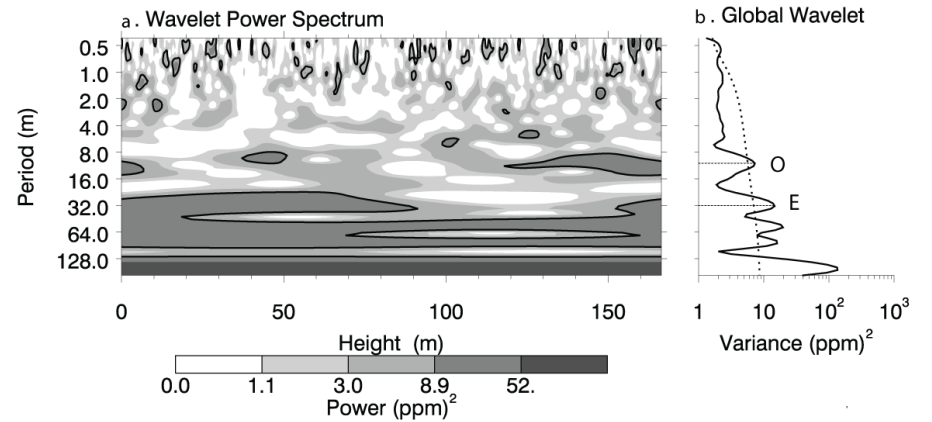 a . Wavelet Power Spectrum
b . Global Wavelet
0.5
1.0
2.0
4.0
8.0
16.0
32.0
64.0
128.0
Period (m)
0 50 100 150
Height (m)
O
E
1 10 10² 10³
Variance (ppm)²
0.0 1.1 3.0 8.9 52.
Power (ppm)²